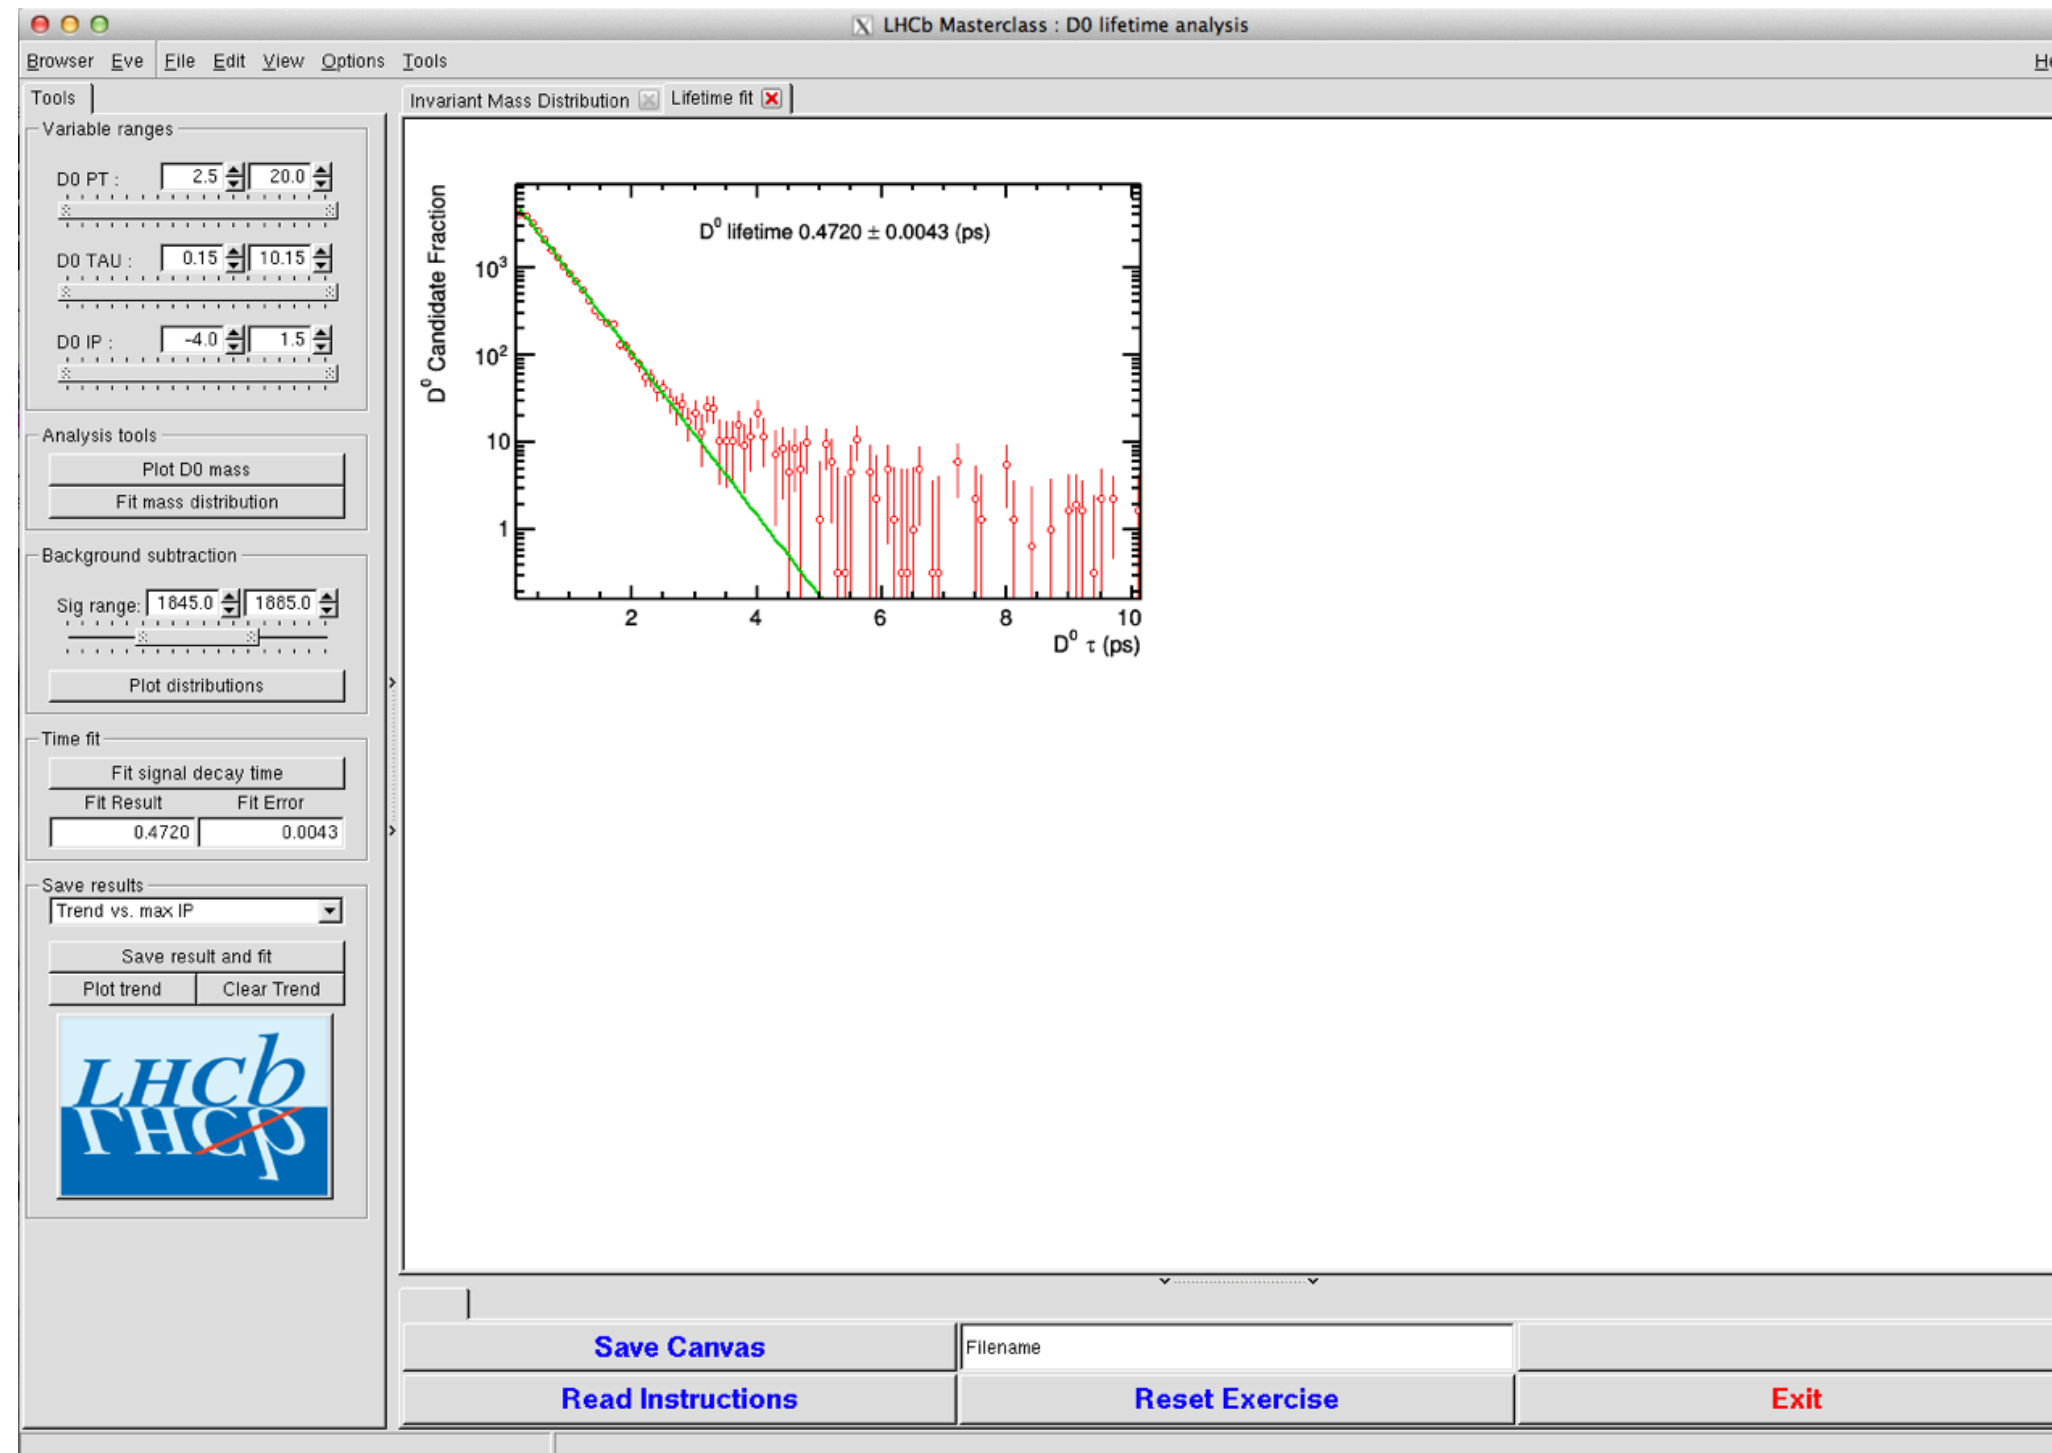 LHCb Masterclass : D0 lifetime analysis
Browser Eve File Edit View Options Tools
Tools
Invariant Mass Distribution Lifetime fit
Variable ranges
D0 PT : 2.5 20.0
D0 TAU : 0.15 10.15
D0 IP : -4.0 1.5
Analysis tools
Plot D0 mass
Fit mass distribution
Background subtraction
Sig range: 1845.0 1885.0
Plot distributions
Time fit
Fit signal decay time
Fit Result Fit Error
0.4720 0.0043
Save results
Trend vs. max IP
Save result and fit
Plot trend Clear Trend
LHCb
D⁰ Candidate Fraction
D⁰ lifetime 0.4720 ± 0.0043 (ps)
10³
10²
10
1
2 4 6 8 10
D⁰ τ (ps)
Save Canvas Filename
Read Instructions Reset Exercise Exit